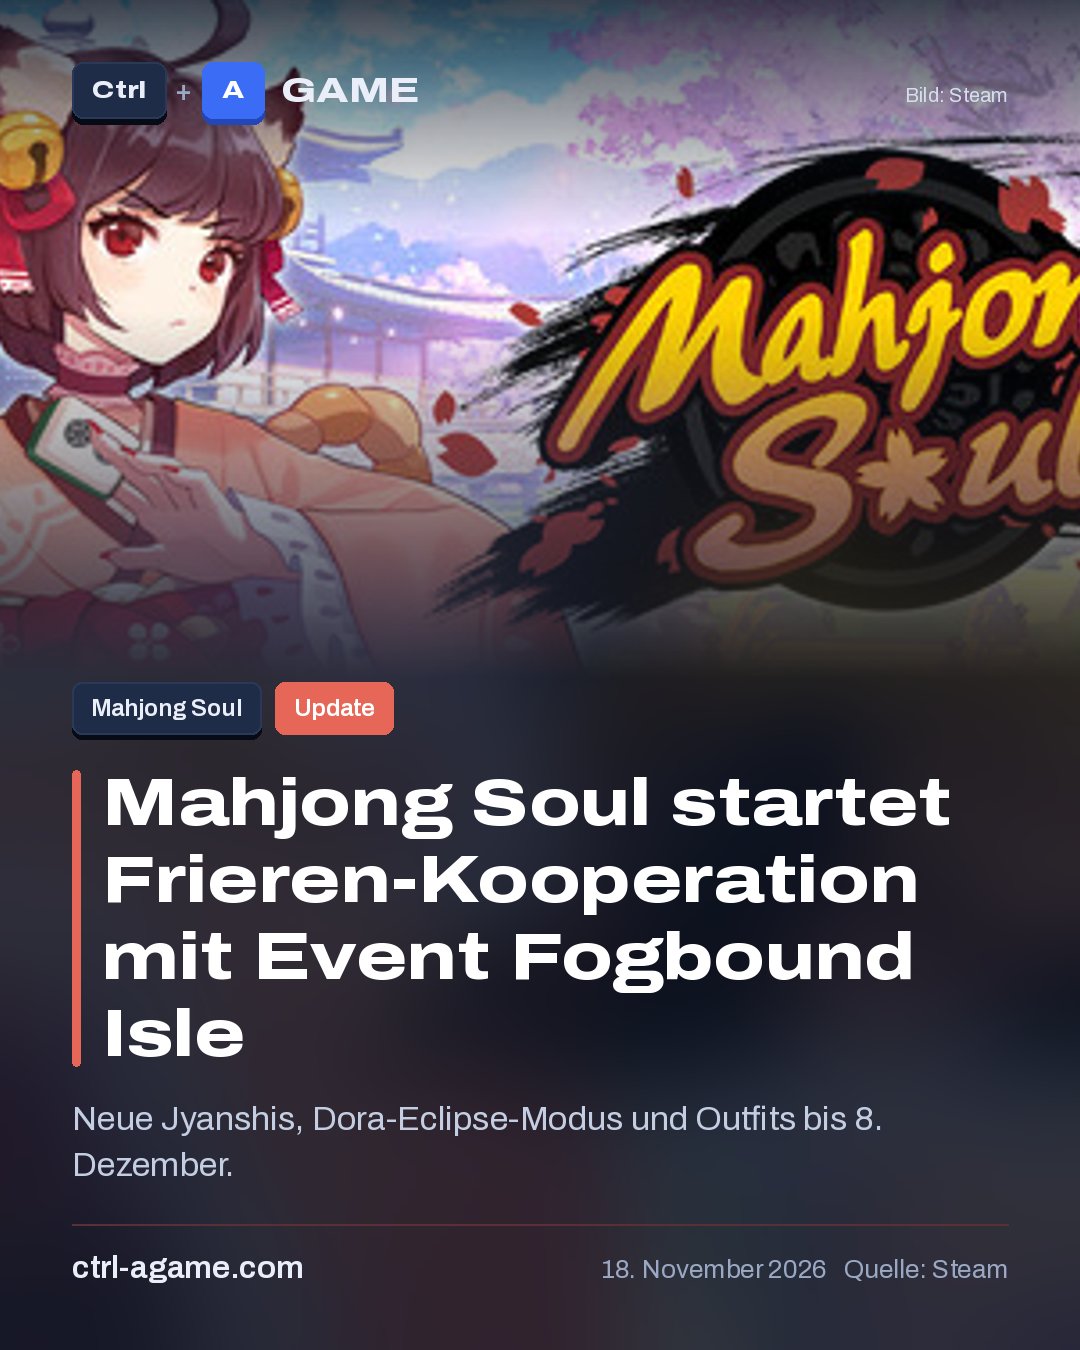 Ctrl + A GAME
Bild: Steam
Mahjon
Soul
Mahjong Soul
Update
Mahjong Soul startet
Frieren-Kooperation
mit Event Fogbound
Isle
Neue Jyanshis, Dora-Eclipse-Modus und Outfits bis 8.
Dezember.
ctrl-agame.com
18. November 2026 Quelle: Steam